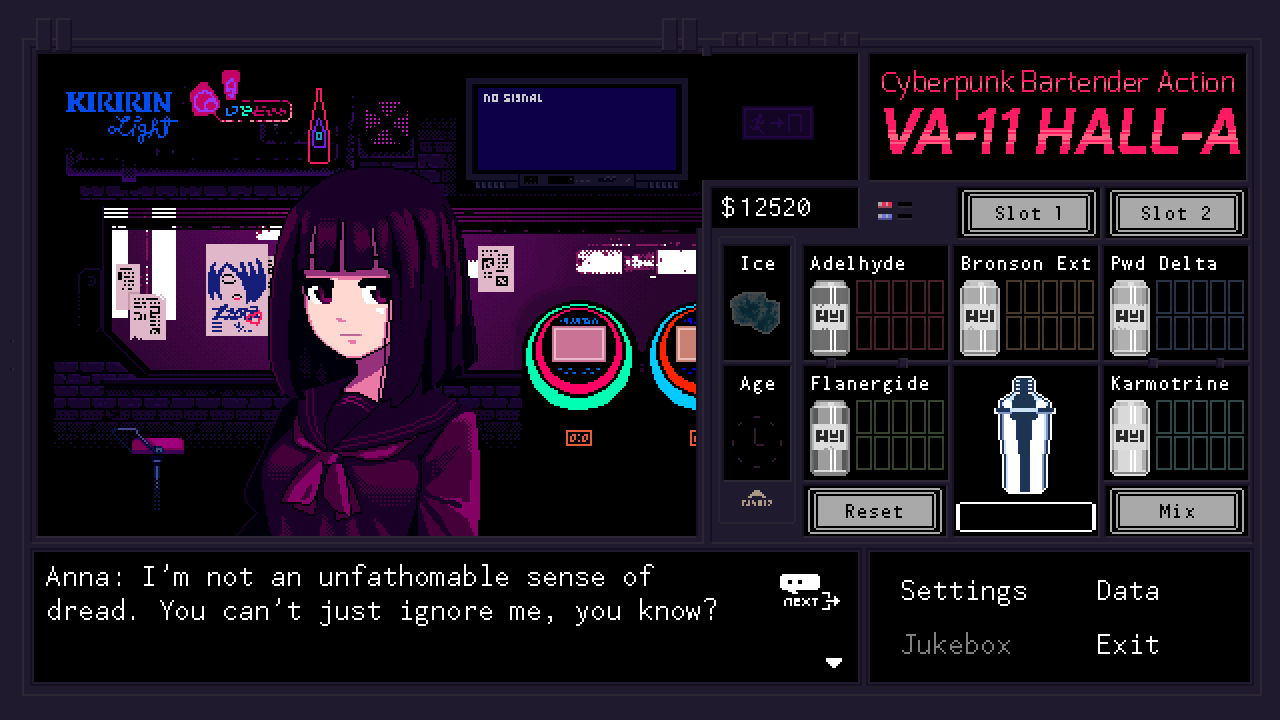 KIRIRIN
Light
NO SIGNAL
Cyberpunk Bartender Action
VA-11 HALL-A
$12520
Slot 1
Slot 2
Ice
Adelhyde
Bronson Ext
Pwd Delta
Age
Flanergide
Karmotrine
Reset
Mix
0:0
Anna: I'm not an unfathomable sense of
dread. You can't just ignore me, you know?
NEXT
Settings
Data
Jukebox
Exit